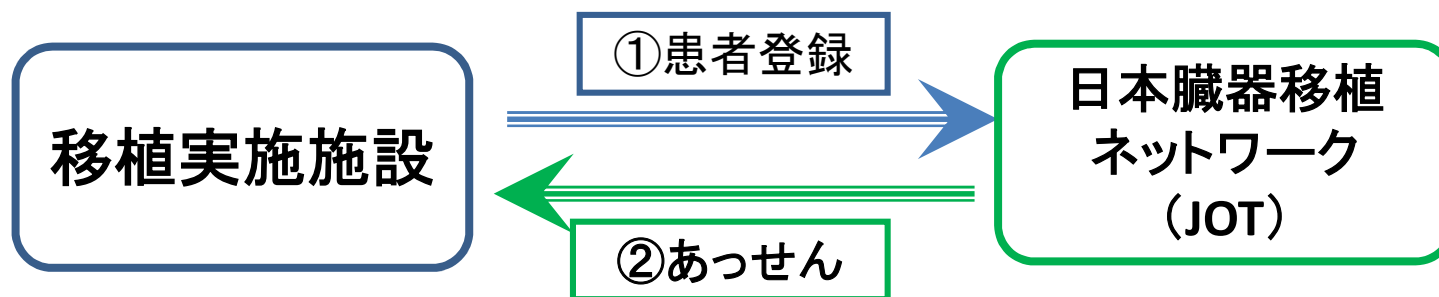 ①患者登録
移植実施施設
日本臓器移植
ネットワーク
（JOT）
②あっせん